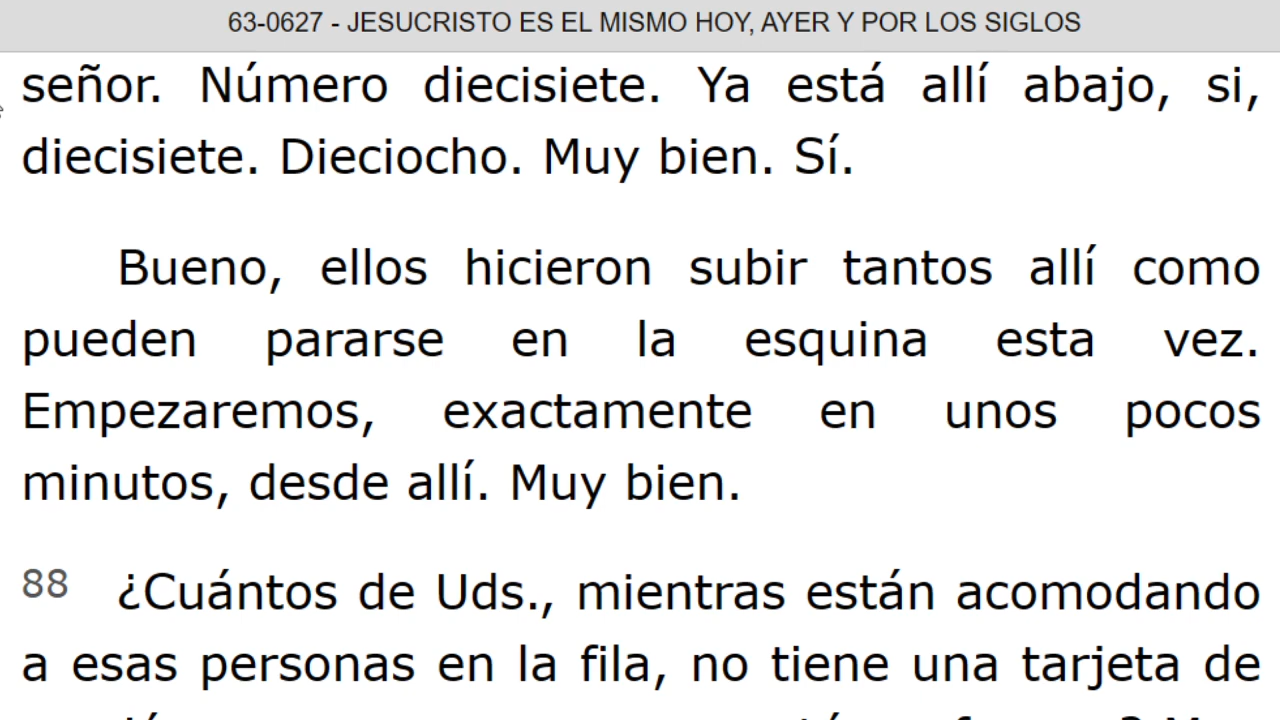 63-0627 - JESUCRISTO ES EL MISMO HOY, AYER Y POR LOS SIGLOS
señor. Número diecisiete. Ya está allí abajo, si,
diecisiete. Dieciocho. Muy bien. Sí.
Bueno, ellos hicieron subir tantos allí como
pueden pararse en la esquina esta vez.
Empezaremos, exactamente en unos pocos
minutos, desde allí. Muy bien.
88 ¿Cuántos de Uds., mientras están acomodando
a esas personas en la fila, no tiene una tarjeta de